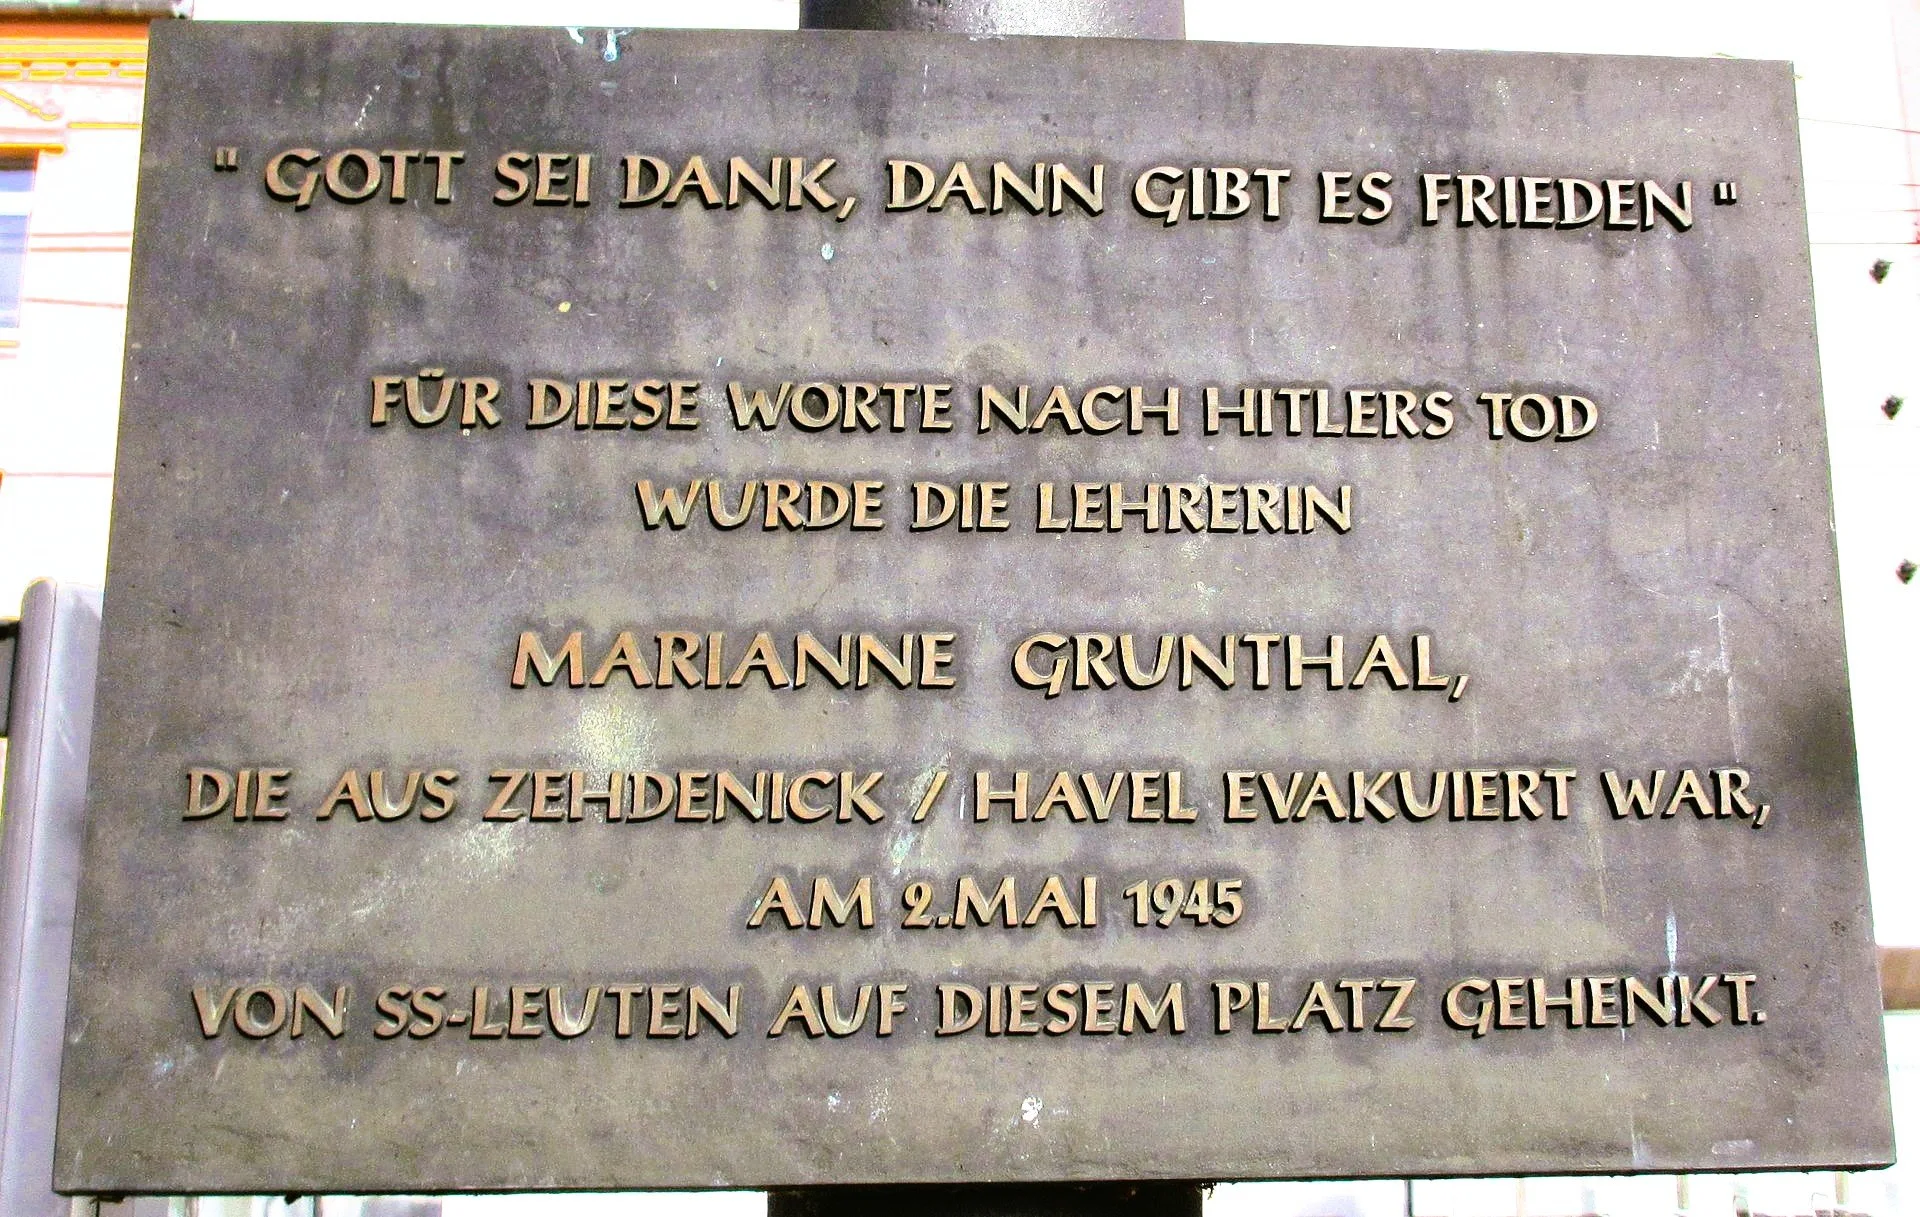 " GOTT SEI DANK, DANN GIBT ES FRIEDEN "
FÜR DIESE WORTE NACH HITLERS TOD
WURDE DIE LEHRERIN
MARIANNE GRUNTHAL,
DIE AUS ZEHDENICK / HAVEL EVAKUIERT WAR,
AM 2.MAI 1945
VON SS-LEUTEN AUF DIESEM PLATZ GEHENKT.